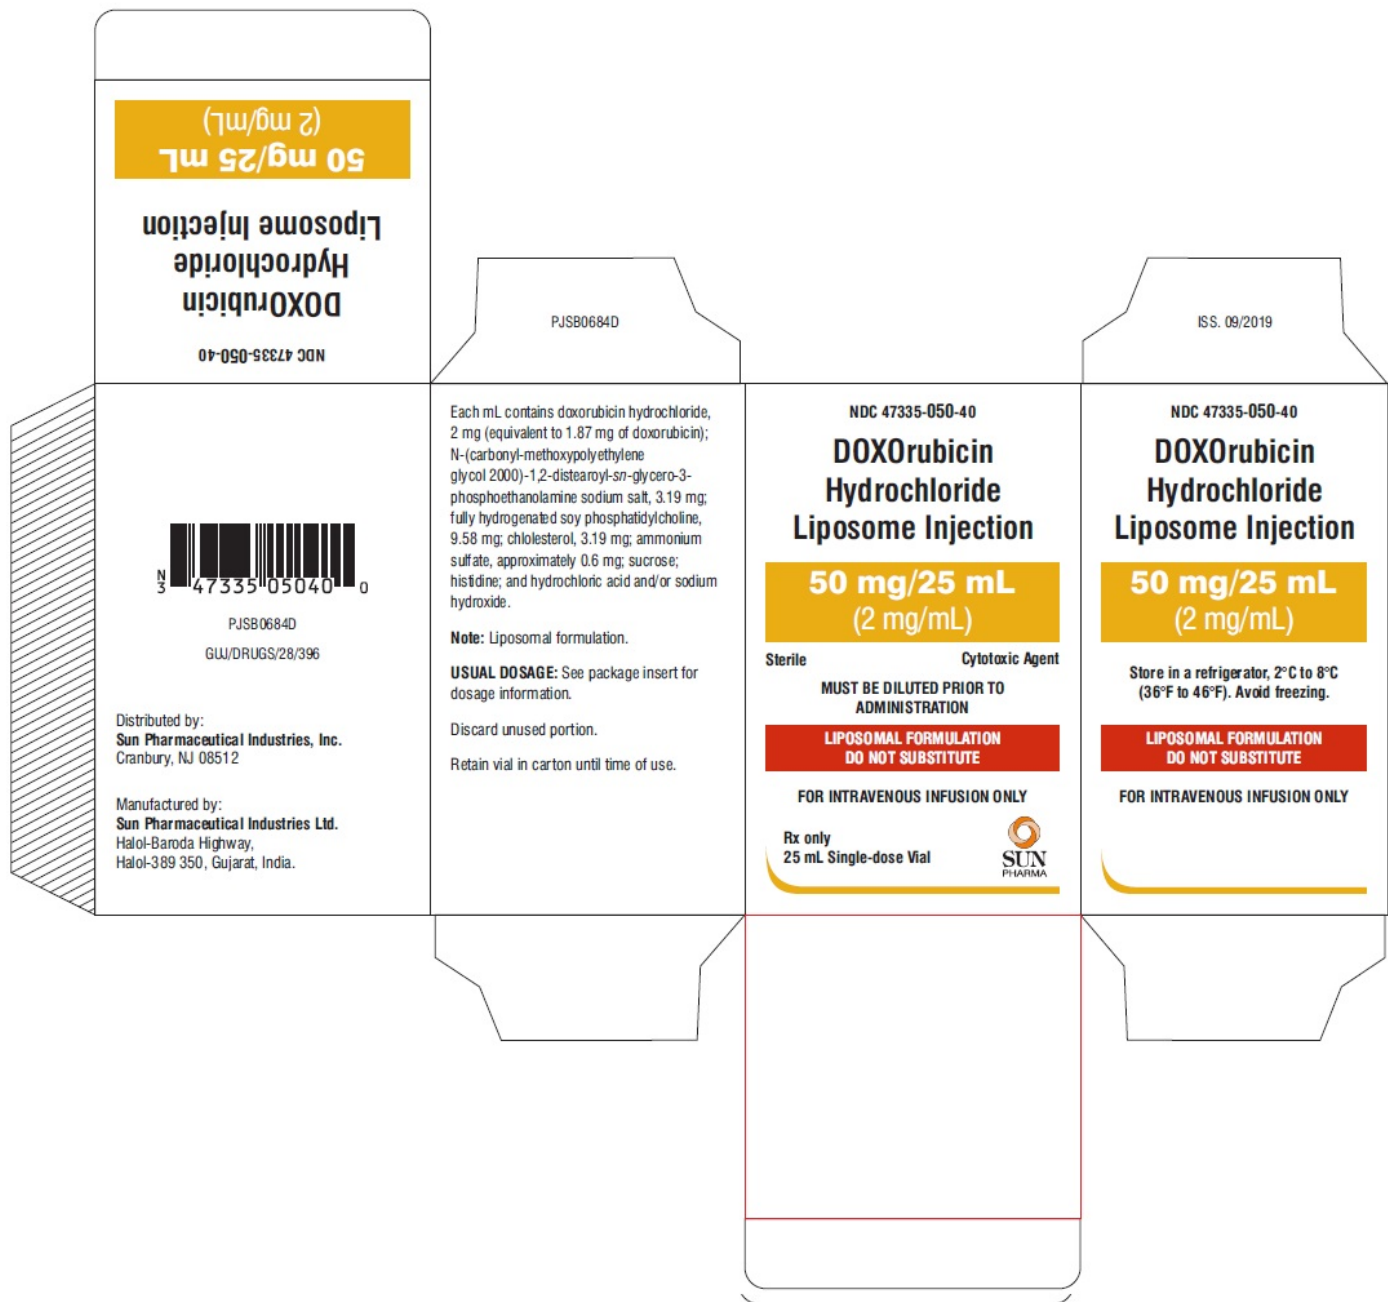 50 mg/25 mL
(2 mg/mL)
DOXOrubicin
Hydrochloride
Liposome Injection
NDC 47335-050-40
N
3
47335 05040
0
PJSB0684D
GUJ/DRUGS/28/396
Distributed by:
Sun Pharmaceutical Industries, Inc.
Cranbury, NJ 08512
Manufactured by:
Sun Pharmaceutical Industries Ltd.
Halol-Baroda Highway,
Halol-389 350, Gujarat, India.
PJSB0684D
Each mL contains doxorubicin hydrochloride,
2 mg (equivalent to 1.87 mg of doxorubicin);
N-(carbonyl-methoxypolyethylene
glycol 2000)-1,2-distearoyl-sn-glycero-3-
phosphoethanolamine sodium salt, 3.19 mg;
fully hydrogenated soy phosphatidylcholine,
9.58 mg; chlolesterol, 3.19 mg; ammonium
sulfate, approximately 0.6 mg; sucrose;
histidine; and hydrochloric acid and/or sodium
hydroxide.
Note: Liposomal formulation.
USUAL DOSAGE: See package insert for
dosage information.
Discard unused portion.
Retain vial in carton until time of use.
NDC 47335-050-40
DOXOrubicin
Hydrochloride
Liposome Injection
50 mg/25 mL
(2 mg/mL)
Sterile Cytotoxic Agent
MUST BE DILUTED PRIOR TO
ADMINISTRATION
LIPOSOMAL FORMULATION
DO NOT SUBSTITUTE
FOR INTRAVENOUS INFUSION ONLY
Rx only
25 mL Single-dose Vial
SUN
PHARMA
ISS. 09/2019
NDC 47335-050-40
DOXOrubicin
Hydrochloride
Liposome Injection
50 mg/25 mL
(2 mg/mL)
Store in a refrigerator, 2°C to 8°C
(36°F to 46°F). Avoid freezing.
LIPOSOMAL FORMULATION
DO NOT SUBSTITUTE
FOR INTRAVENOUS INFUSION ONLY